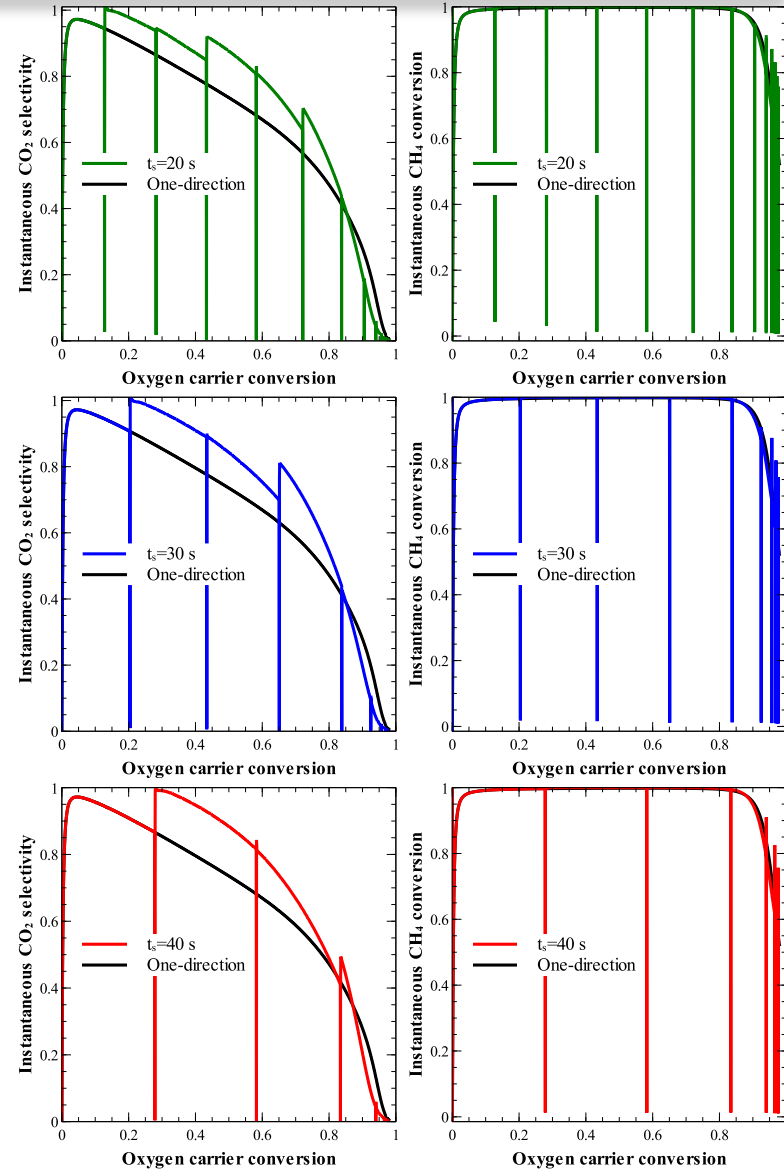 Instantaneous CO₂ selectivity
1
0.8
0.6
0.4
0.2
0
tₛ=20 s
One-direction
0 0.2 0.4 0.6 0.8 1
Oxygen carrier conversion
Instantaneous CH₄ conversion
1
0.8
0.6
0.4
0.2
0
tₛ=20 s
One-direction
0 0.2 0.4 0.6 0.8
Oxygen carrier conversion
Instantaneous CO₂ selectivity
1
0.8
0.6
0.4
0.2
0
tₛ=30 s
One-direction
0 0.2 0.4 0.6 0.8 1
Oxygen carrier conversion
Instantaneous CH₄ conversion
1
0.8
0.6
0.4
0.2
0
tₛ=30 s
One-direction
0 0.2 0.4 0.6 0.8
Oxygen carrier conversion
Instantaneous CO₂ selectivity
1
0.8
0.6
0.4
0.2
0
tₛ=40 s
One-direction
0 0.2 0.4 0.6 0.8 1
Oxygen carrier conversion
Instantaneous CH₄ conversion
1
0.8
0.6
0.4
0.2
0
tₛ=40 s
One-direction
0 0.2 0.4 0.6 0.8
Oxygen carrier conversion